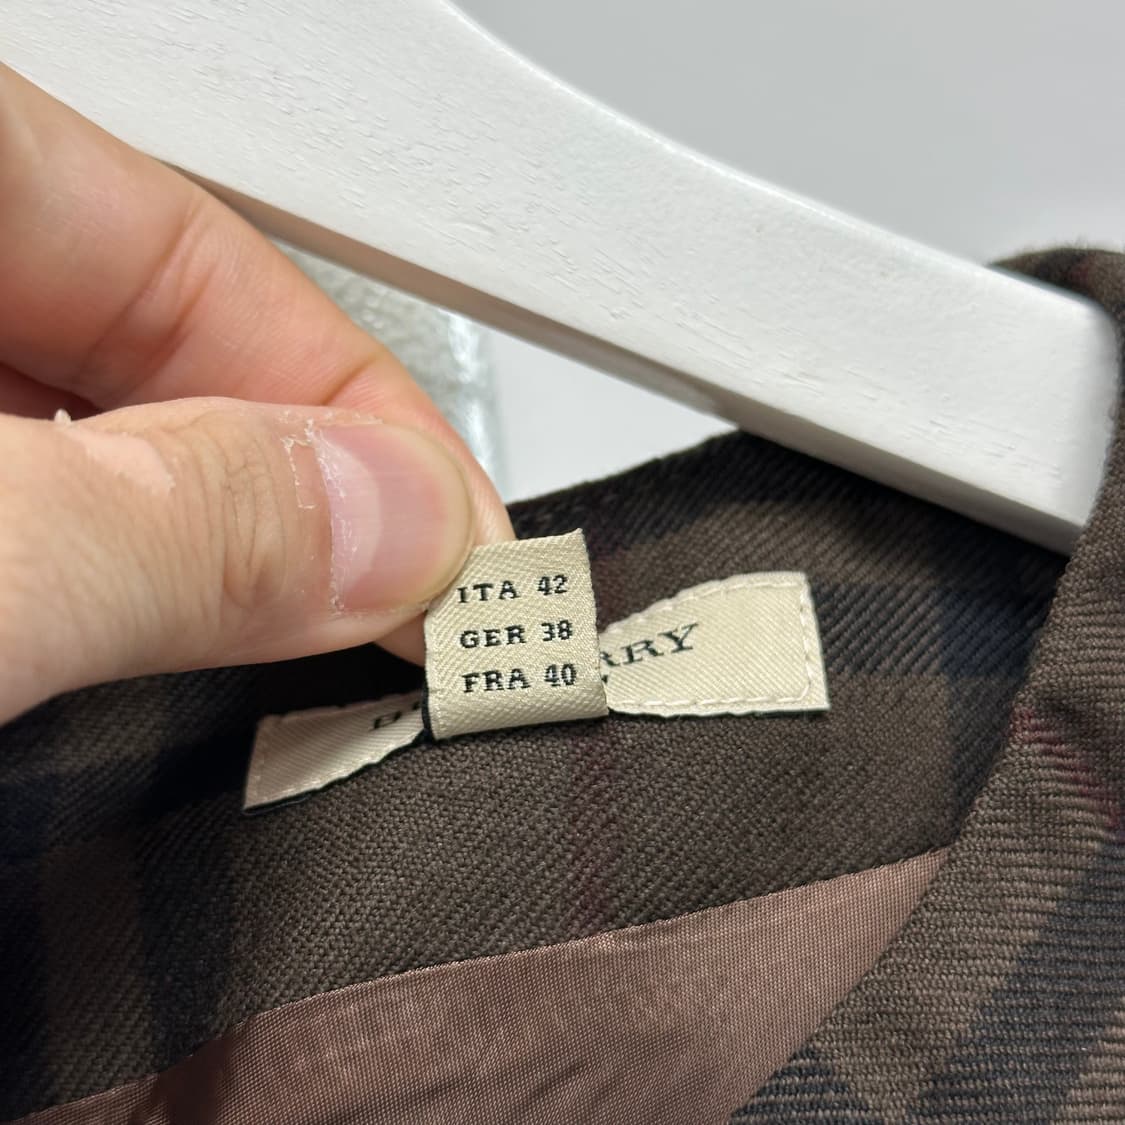 ITA 42
GER 38
FRA 40
B RRY